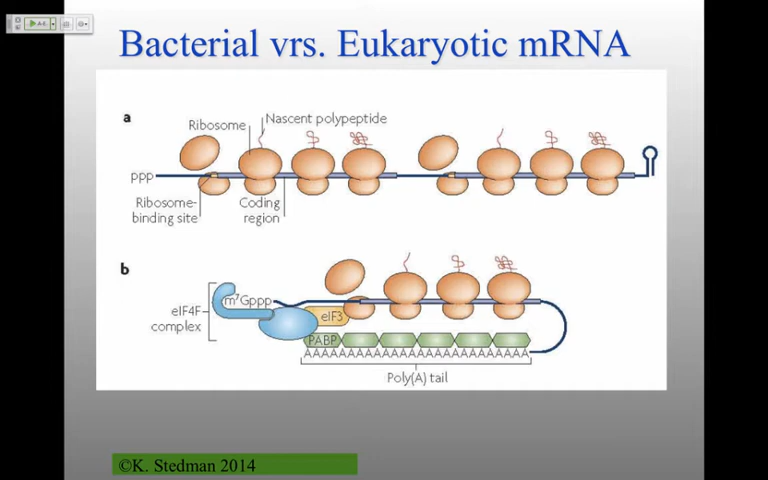 Bacterial vrs. Eukaryotic mRNA
a
Ribosome
Nascent polypeptide
ppp
Ribosome-
binding site
Coding
region
b
m7Gppp
eIF4F
complex
eIF3
PABP
AAAAAAAAAAAAAAAAAAAAAAAAAA
Poly(A) tail
©K. Stedman 2014